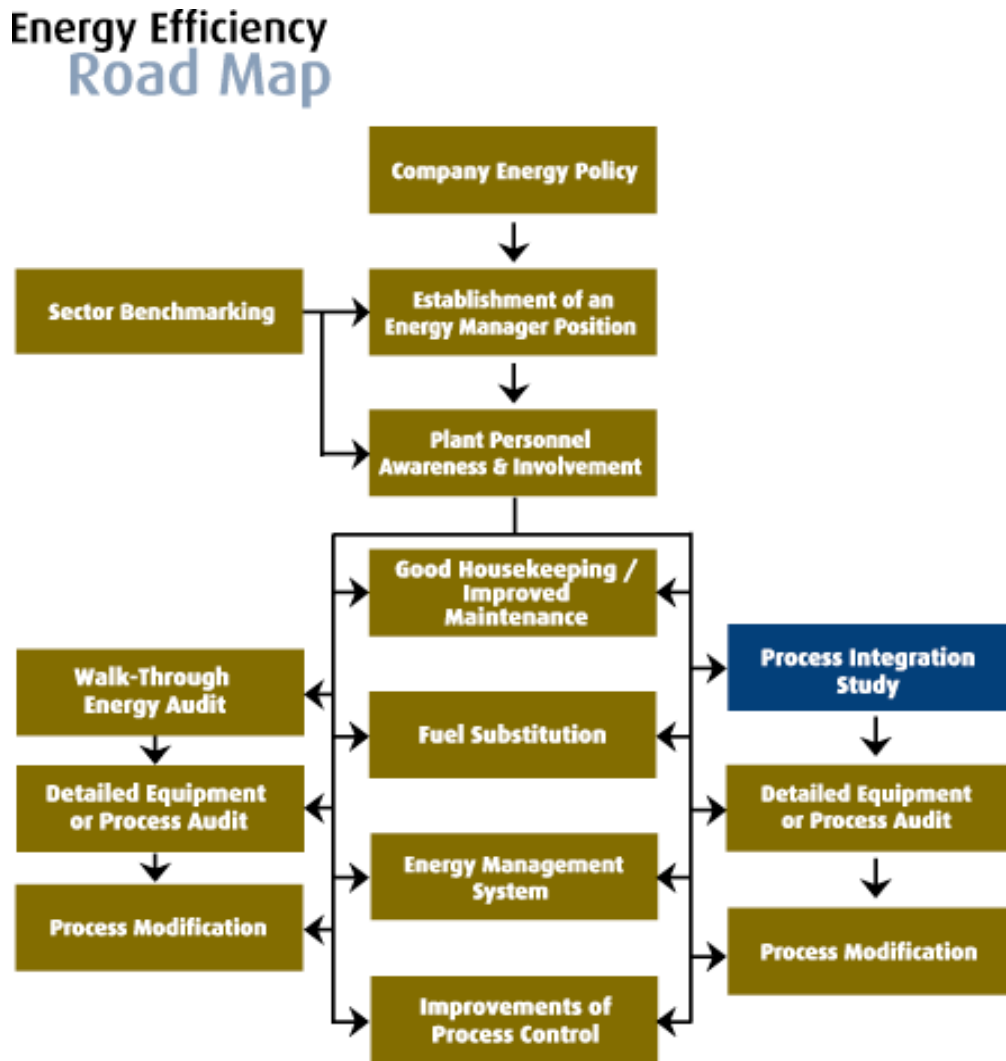 Energy Efficiency
Road Map
Company Energy Policy
Sector Benchmarking
Establishment of an
Energy Manager Position
Plant Personnel
Awareness & Involvement
Good Housekeeping /
Improved
Maintenance
Walk-Through
Energy Audit
Process Integration
Study
Fuel Substitution
Detailed Equipment
or Process Audit
Detailed Equipment
or Process Audit
Energy Management
System
Process Modification
Process Modification
Improvements of
Process Control